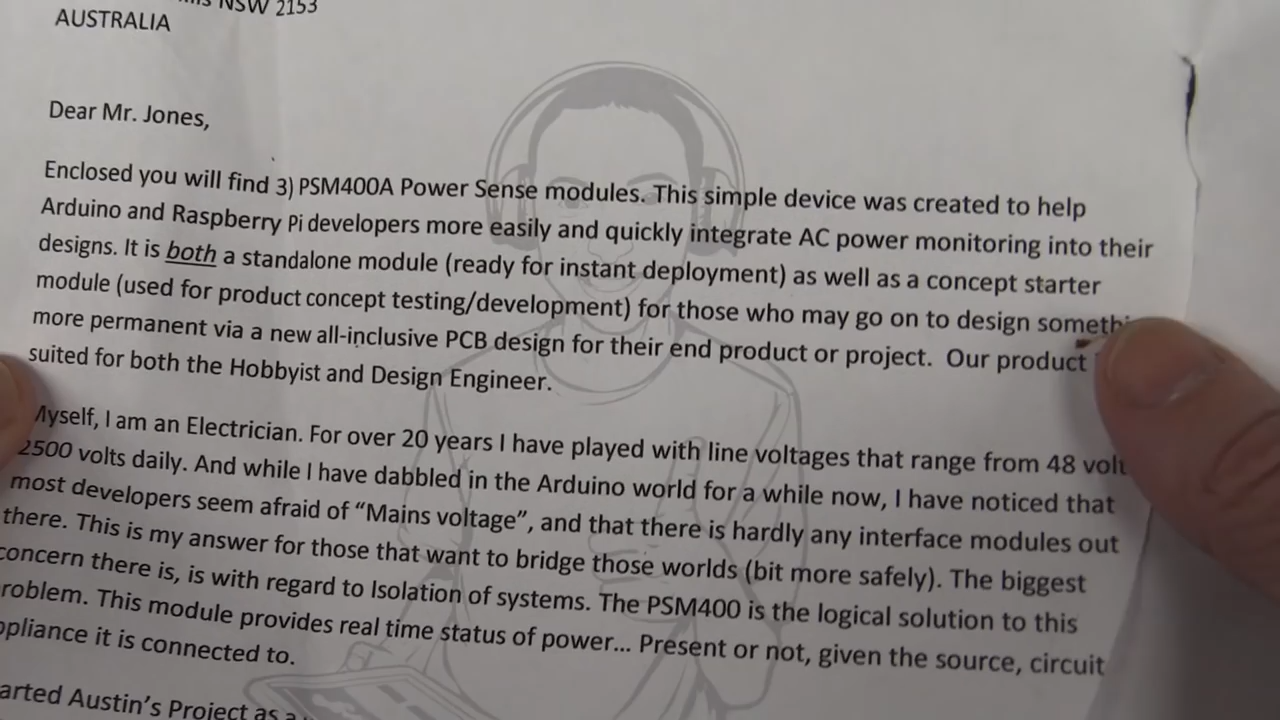 NSW 2153
AUSTRALIA
Dear Mr. Jones,
Enclosed you will find 3) PSM400A Power Sense modules. This simple device was created to help
Arduino and Raspberry Pi developers more easily and quickly integrate AC power monitoring into their
designs. It is both a standalone module (ready for instant deployment) as well as a concept starter
module (used for product concept testing/development) for those who may go on to design
more permanent via a new all-inclusive PCB design for their end product or project. Our product
suited for both the Hobbyist and Design Engineer.
Myself, I am an Electrician. For over 20 years I have played with line voltages that range from 48
2500 volts daily. And while I have dabbled in the Arduino world for a while now, I have noticed that
most developers seem afraid of “Mains voltage”, and that there is hardly any interface modules out
there. This is my answer for those that want to bridge those worlds (bit more safely). The biggest
concern there is, is with regard to Isolation of systems. The PSM400 is the logical solution to this
roblem. This module provides real time status of power... Present or not, given the source, circuit
ppliance it is connected to.
arted Austin's Project as a